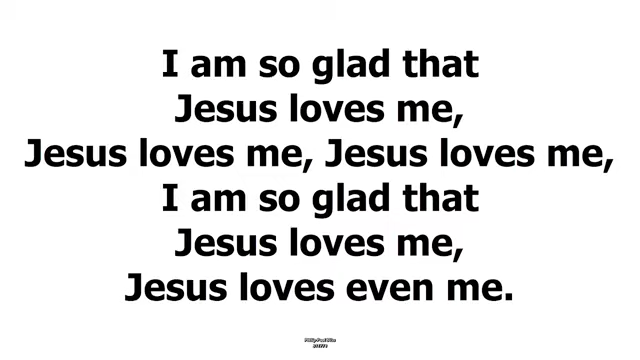 I am so glad that
Jesus loves me,
Jesus loves me, Jesus loves me,
I am so glad that
Jesus loves me,
Jesus loves even me.